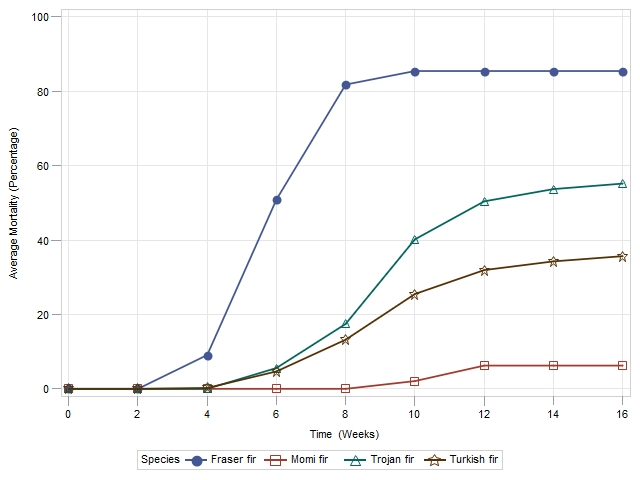 100
80
60
40
20
0
Average Mortality (Percentage)
0 2 4 6 8 10 12 14 16
Time (Weeks)
Species Fraser fir Momi fir Trojan fir Turkish fir